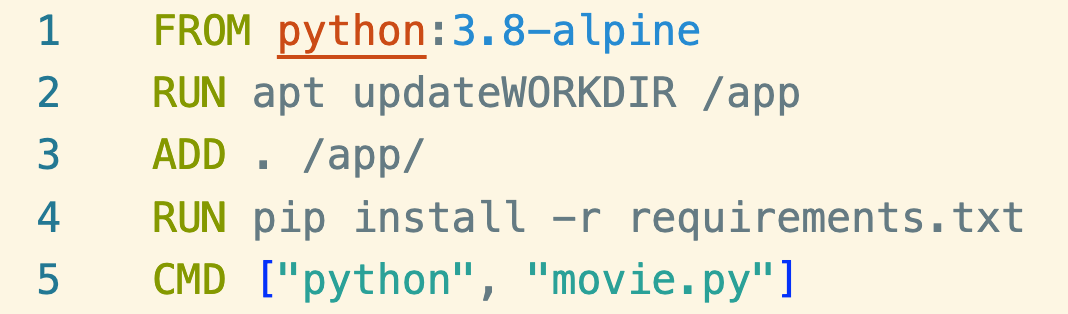 1 FROM python:3.8-alpine
2 RUN apt updateWORKDIR /app
3 ADD . /app/
4 RUN pip install -r requirements.txt
5 CMD ["python", "movie.py"]